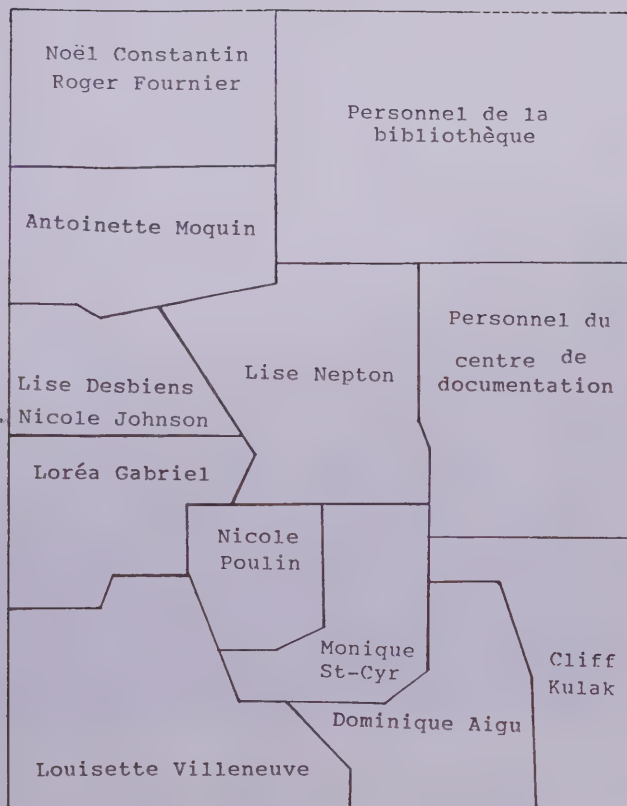 Noël Constantin
Roger Fournier
Personnel de la
bibliothèque
Antoinette Moquin
Personnel du
centre de
documentation
Lise Nepton
Lise Desbiens
Nicole Johnson
Loréa Gabriel
Nicole
Poulin
Monique
St-Cyr
Cliff
Kulak
Dominique Aigu
Louisette Villeneuve